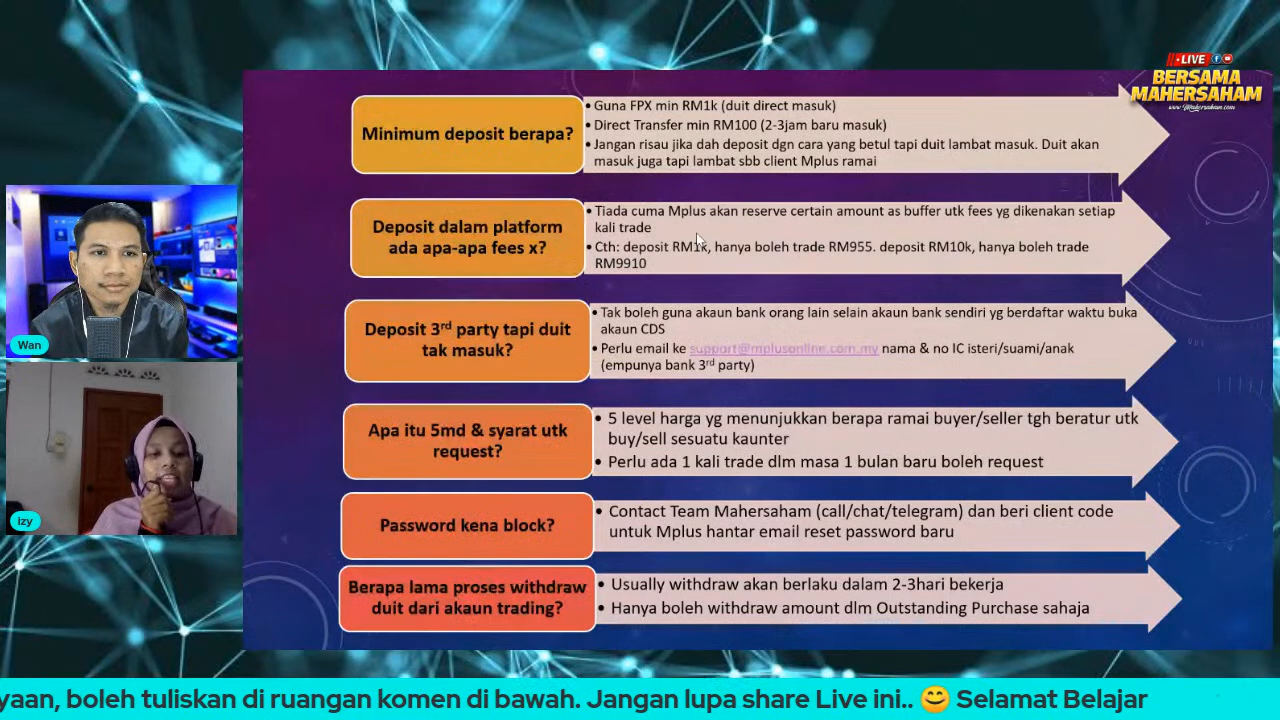 LIVE
BERSAMA
MAHERSAHAM
www.Mahersaham.com
Minimum deposit berapa?
• Guna FPX min RM1k (duit direct masuk)
• Direct Transfer min RM100 (2-3jam baru masuk)
• Jangan risau jika dah deposit dgn cara yang betul tapi duit lambat masuk. Duit akan
masuk juga tapi lambat sbb client Mplus ramai
Deposit dalam platform
ada apa-apa fees x?
• Tiada cuma Mplus akan reserve certain amount as buffer utk fees yg dikenakan setiap
kali trade
• Cth: deposit RM1k, hanya boleh trade RM955. deposit RM10k, hanya boleh trade
RM9910
Deposit 3rd party tapi duit
tak masuk?
• Tak boleh guna akaun bank orang lain selain akaun bank sendiri yg berdaftar waktu buka
akaun CDS
• Perlu email ke support@mplusonline.com.my nama & no IC isteri/suami/anak
(empunya bank 3rd party)
Apa itu 5md & syarat utk
request?
• 5 level harga yg menunjukkan berapa ramai buyer/seller tgh beratur utk
buy/sell sesuatu kaunter
• Perlu ada 1 kali trade dlm masa 1 bulan baru boleh request
Password kena block?
• Contact Team Mahersaham (call/chat/telegram) dan beri client code
untuk Mplus hantar email reset password baru
Berapa lama proses withdraw
duit dari akaun trading?
• Usually withdraw akan berlaku dalam 2-3hari bekerja
• Hanya boleh withdraw amount dlm Outstanding Purchase sahaja
Wan
Izy
yaan, boleh tuliskan di ruangan komen di bawah. Jangan lupa share Live ini.. 😊 Selamat Belajar